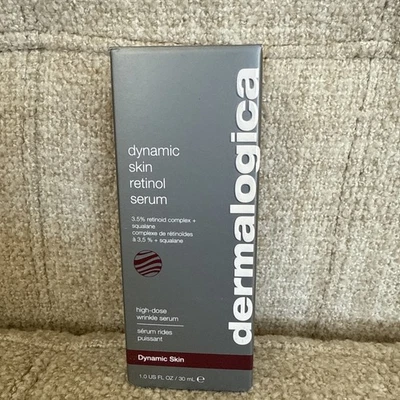 dermalogica
dynamic
skin
retinol
serum
3.5% retinoid complex +
squalane
complexe de rétinoïdes
à 3,5 % + squalane
high-dose
wrinkle serum
sérum rides
puissant
Dynamic Skin
1.0 US FL OZ / 30 mL ℮